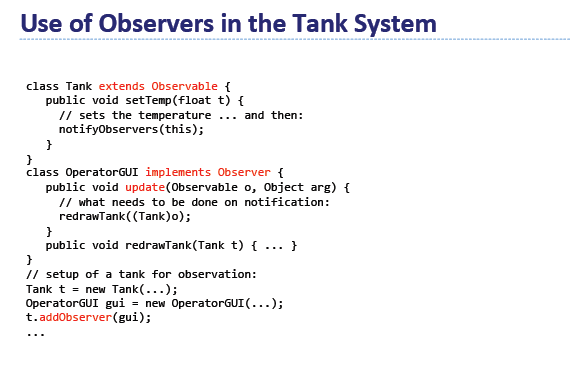 Use of Observers in the Tank System
class Tank extends Observable {
   public void setTemp(float t) {
     // sets the temperature ... and then:
     notifyObservers(this);
   }
}
class OperatorGUI implements Observer {
   public void update(Observable o, Object arg) {
     // what needs to be done on notification:
     redrawTank((Tank)o);
   }
   public void redrawTank(Tank t) { ... }
}
// setup of a tank for observation:
Tank t = new Tank(...);
OperatorGUI gui = new OperatorGUI(...);
t.addObserver(gui);
...